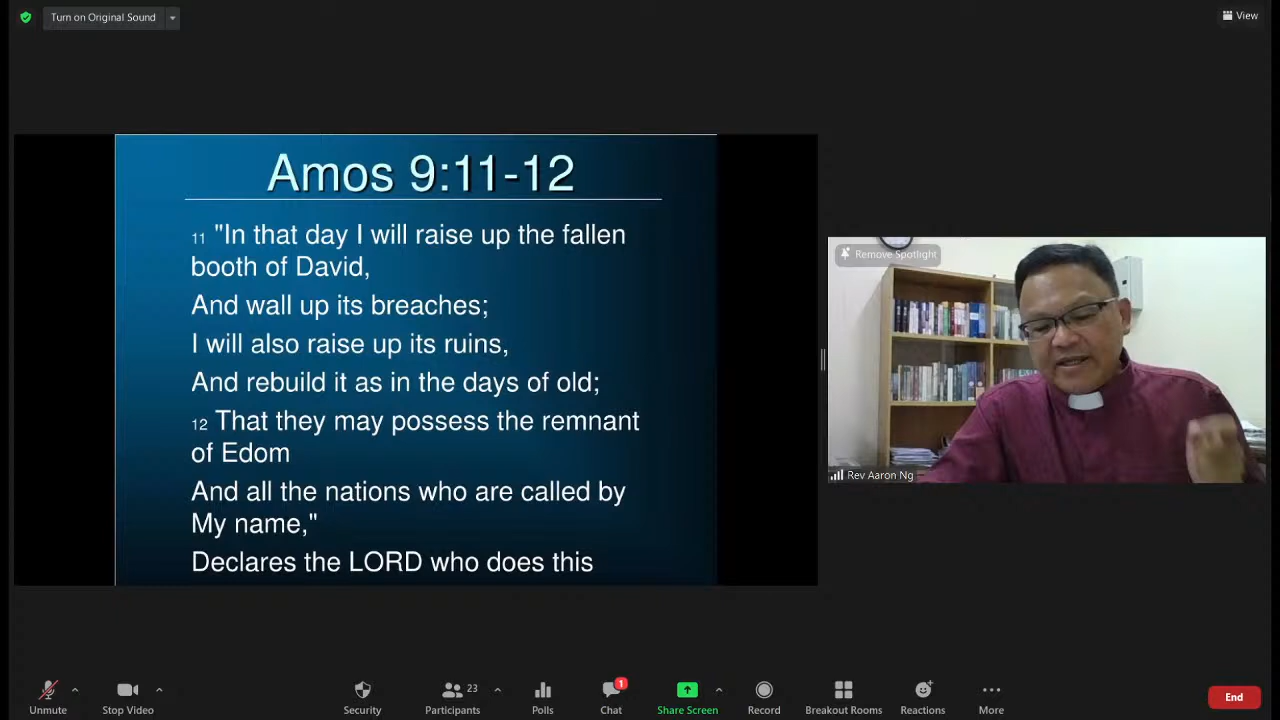 Turn on Original Sound
View
Amos 9:11-12
11 "In that day I will raise up the fallen
booth of David,
And wall up its breaches;
I will also raise up its ruins,
And rebuild it as in the days of old;
12 That they may possess the remnant
of Edom
And all the nations who are called by
My name,"
Declares the LORD who does this
Remove Spotlight
Rev Aaron Ng
23
1
Unmute
Stop Video
Security
Participants
Polls
Chat
Share Screen
Record
Breakout Rooms
Reactions
More
End